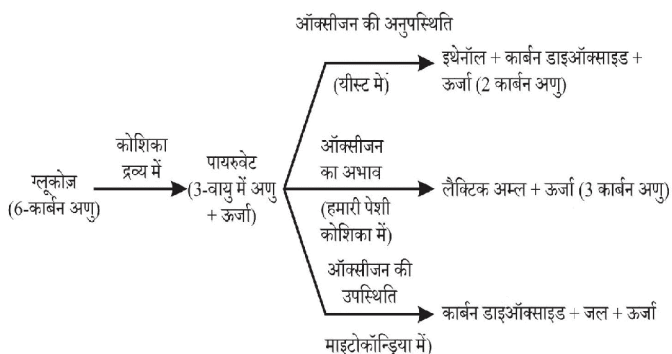 ऑक्सीजन की अनुपस्थिति
इथेनॉल + कार्बन डाइऑक्साइड +
ऊर्जा (2 कार्बन अणु)
(यीस्ट में)
कोशिका
द्रव्य में
ग्लूकोज़
(6-कार्बन अणु)
पायरुवेट
(3-वायु में अणु
+ ऊर्जा)
ऑक्सीजन
का अभाव
(हमारी पेशी
कोशिका में)
लैक्टिक अम्ल + ऊर्जा (3 कार्बन अणु)
ऑक्सीजन की
उपस्थिति
कार्बन डाइऑक्साइड + जल + ऊर्जा
माइटोकॉन्ड्रिया में)